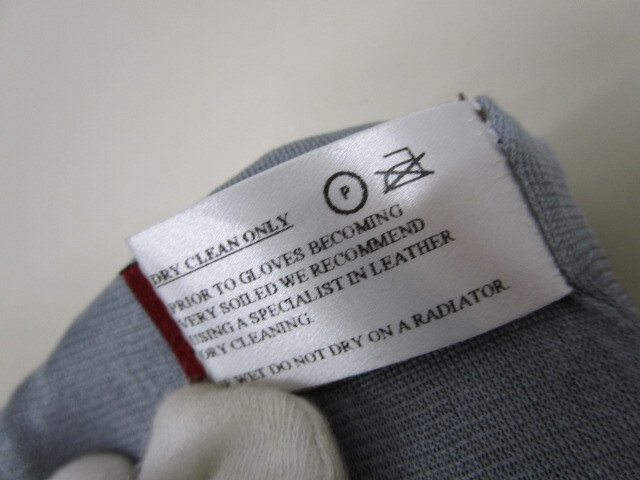 DRY CLEAN ONLY
P
PRIOR TO GLOVES BECOMING
VERY SOILED WE RECOMMEND
USING A SPECIALIST IN LEATHER
DRY CLEANING.
IF WET DO NOT DRY ON A RADIATOR.